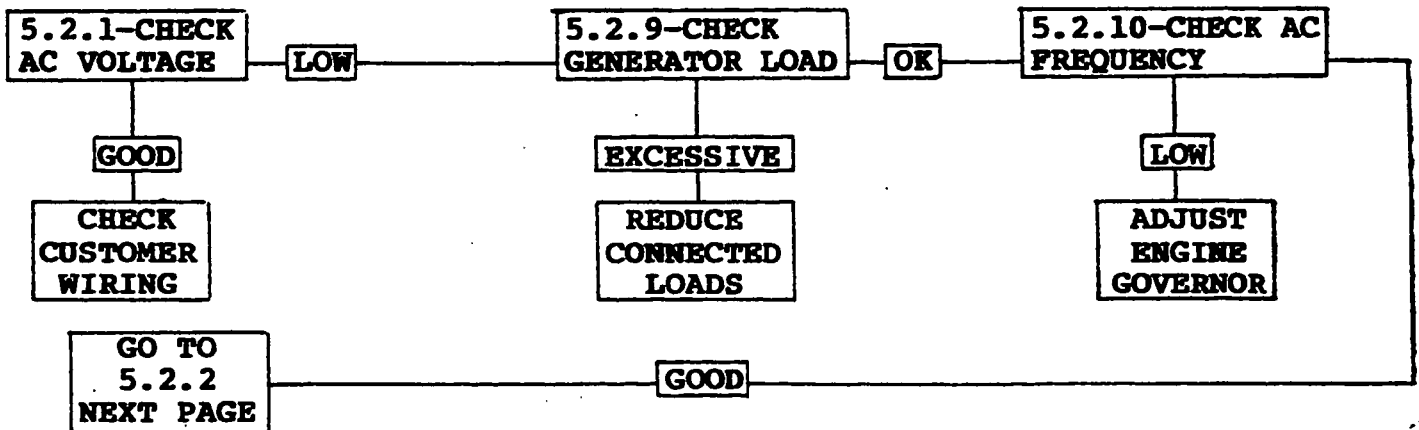 5.2.1-CHECK
AC VOLTAGE
LOW
5.2.9-CHECK
GENERATOR LOAD
OK
5.2.10-CHECK AC
FREQUENCY
GOOD
EXCESSIVE
LOW
CHECK
CUSTOMER
WIRING
REDUCE
CONNECTED
LOADS
ADJUST
ENGINE
GOVERNOR
GO TO
5.2.2
NEXT PAGE
GOOD